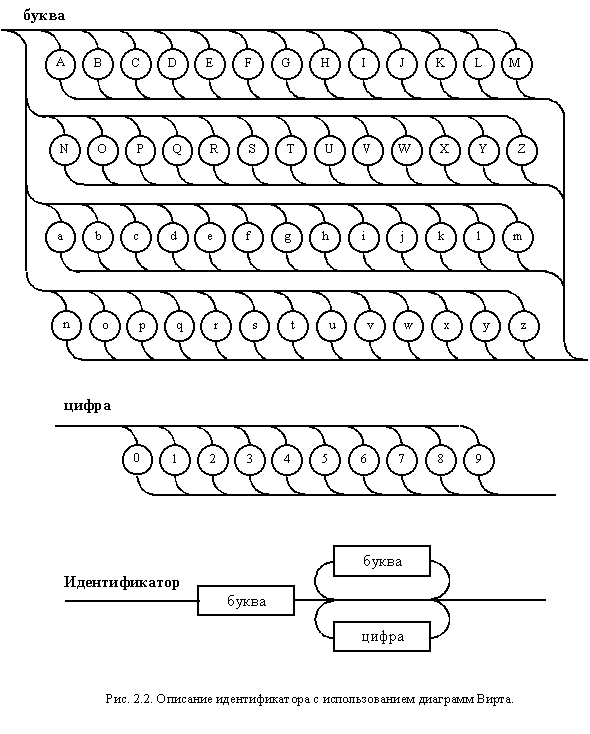 буква
A B C D E F G H I J K L M
N O P Q R S T U V W X Y Z
a b c d e f g h i j k l m
n o p q r s t u v w x y z
цифра
0 1 2 3 4 5 6 7 8 9
буква
Идентификатор
буква
цифра
Рис. 2.2. Описание идентификатора с использованием диаграмм Вирта.